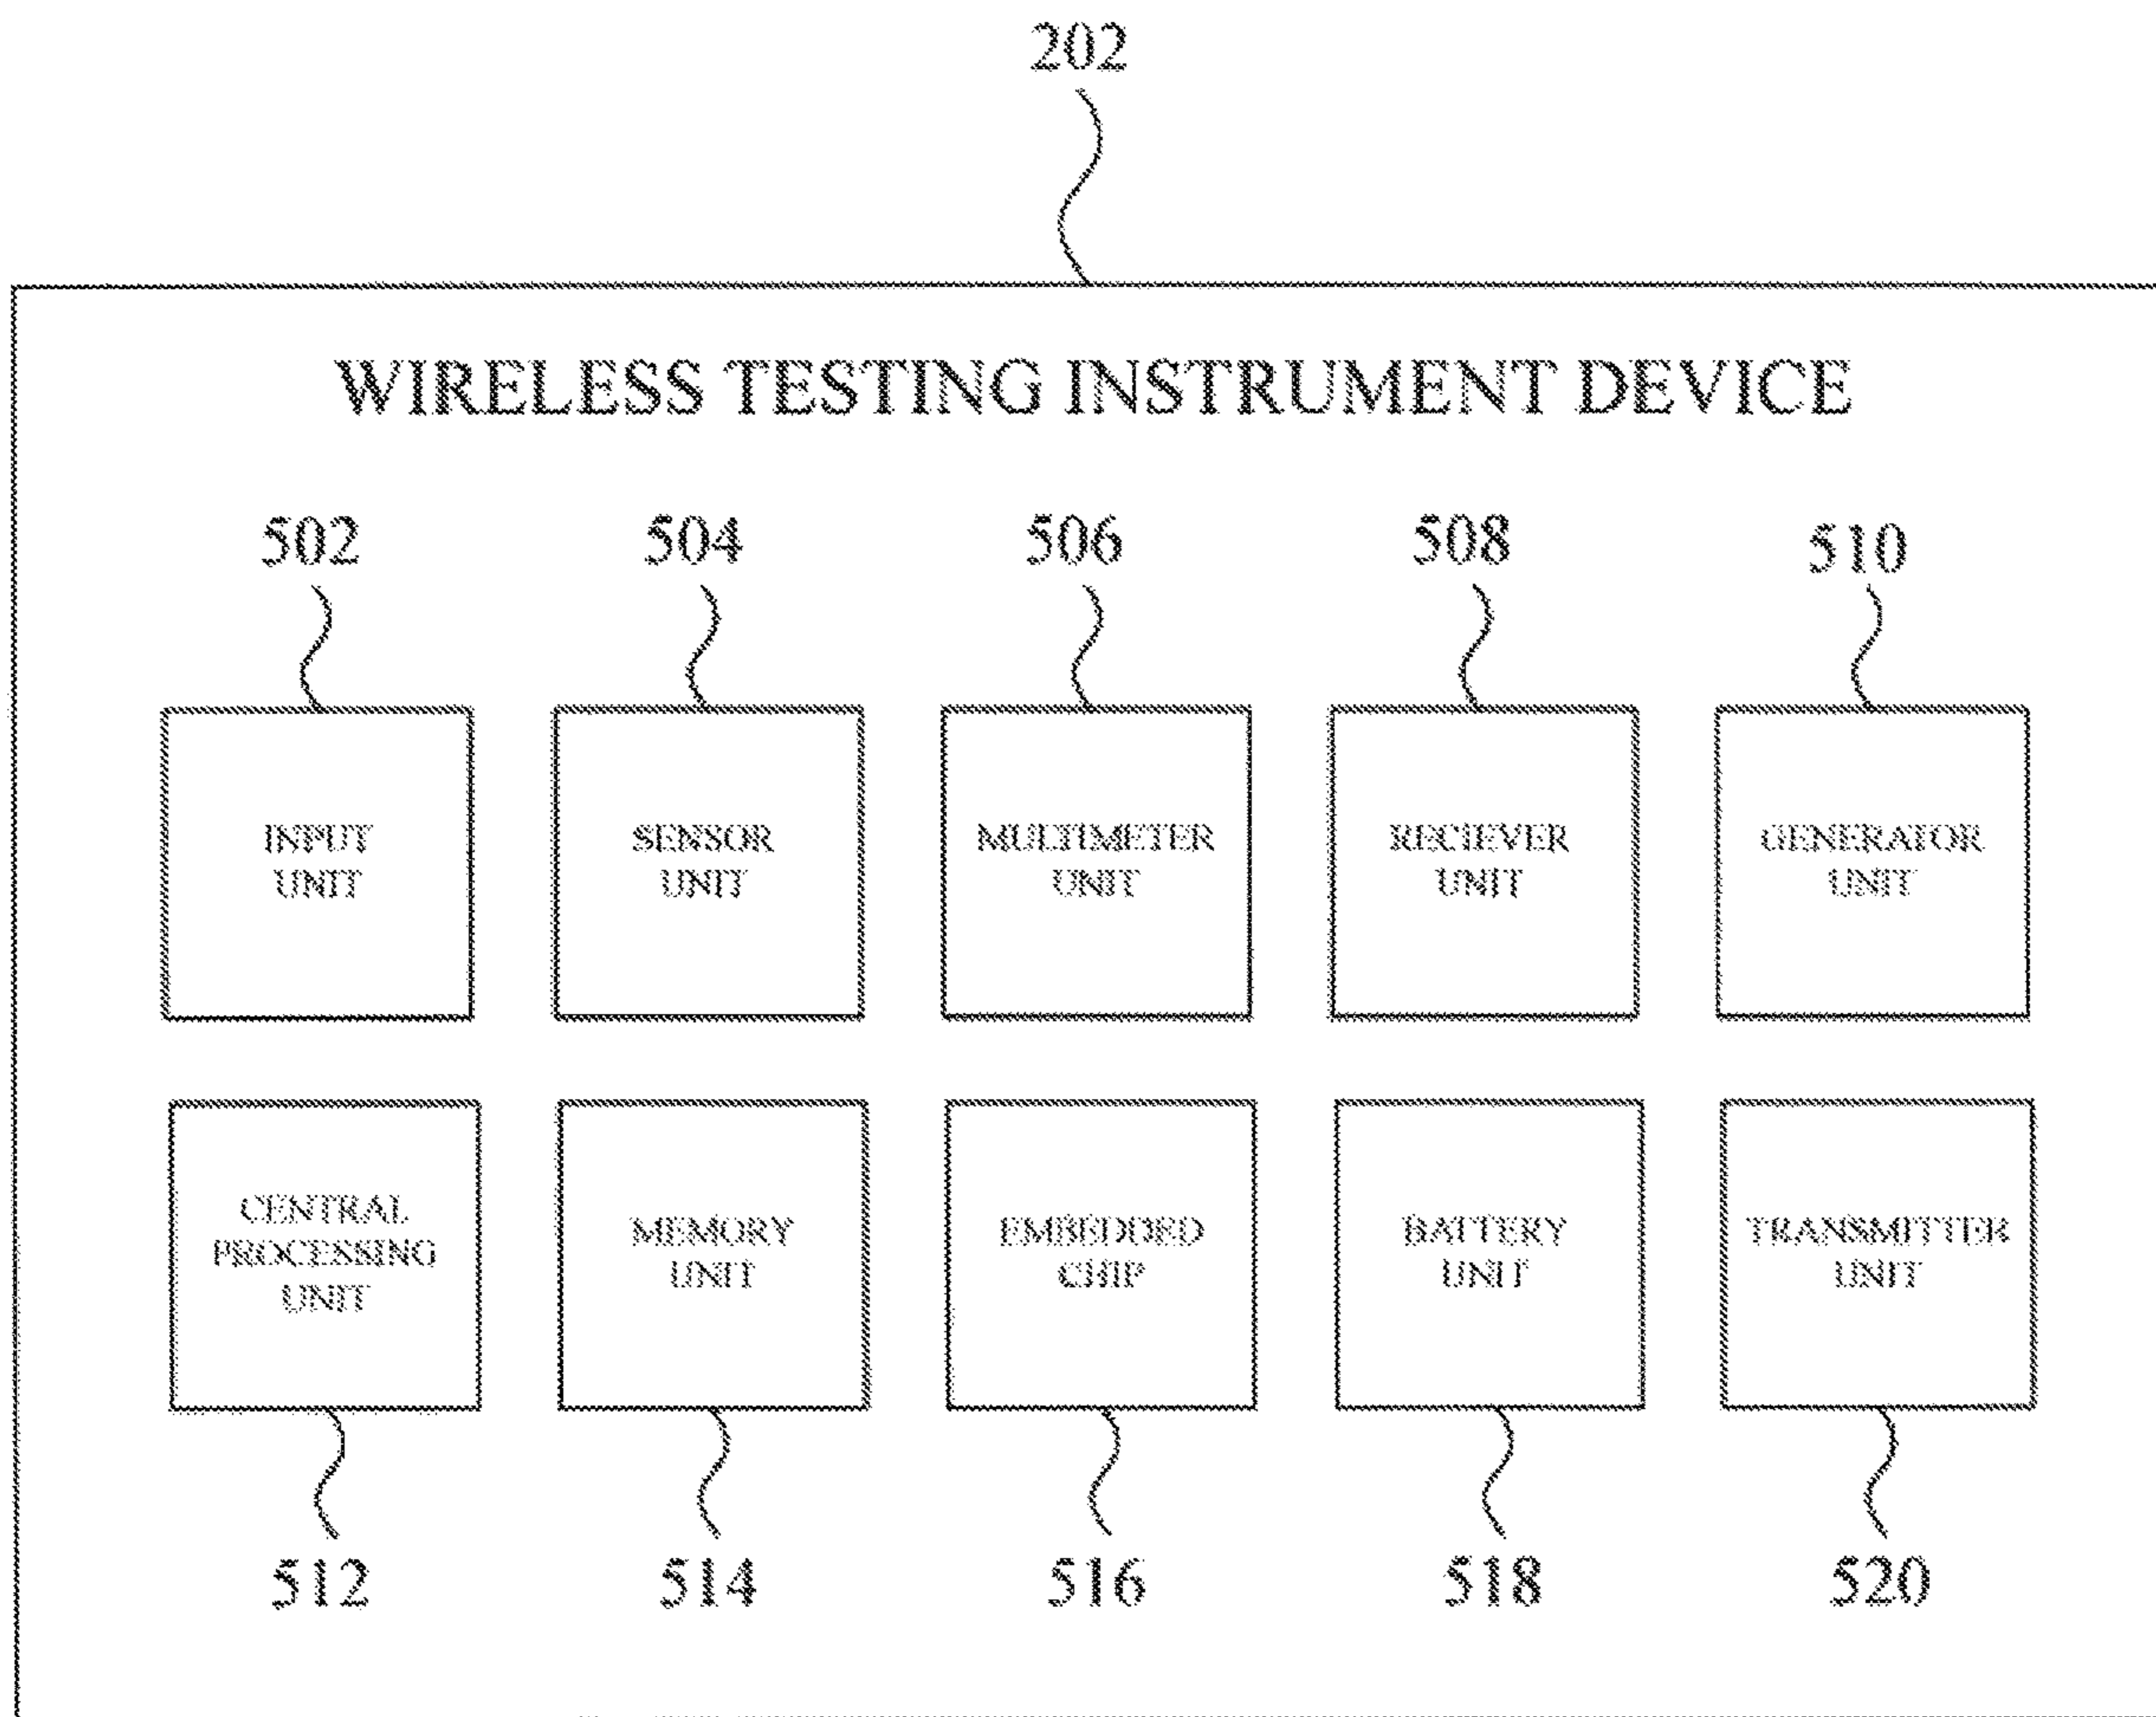 202
WIRELESS TESTING INSTRUMENT DEVICE
502 504 506 508 510
INPUT
UNIT
SENSOR
UNIT
MULTIMETER
UNIT
RECIEVER
UNIT
GENERATOR
UNIT
CENTRAL
PROCESSING
UNIT
MEMORY
UNIT
EMBEDDED
CHIP
BATTERY
UNIT
TRANSMITTER
UNIT
512 514 516 518 520